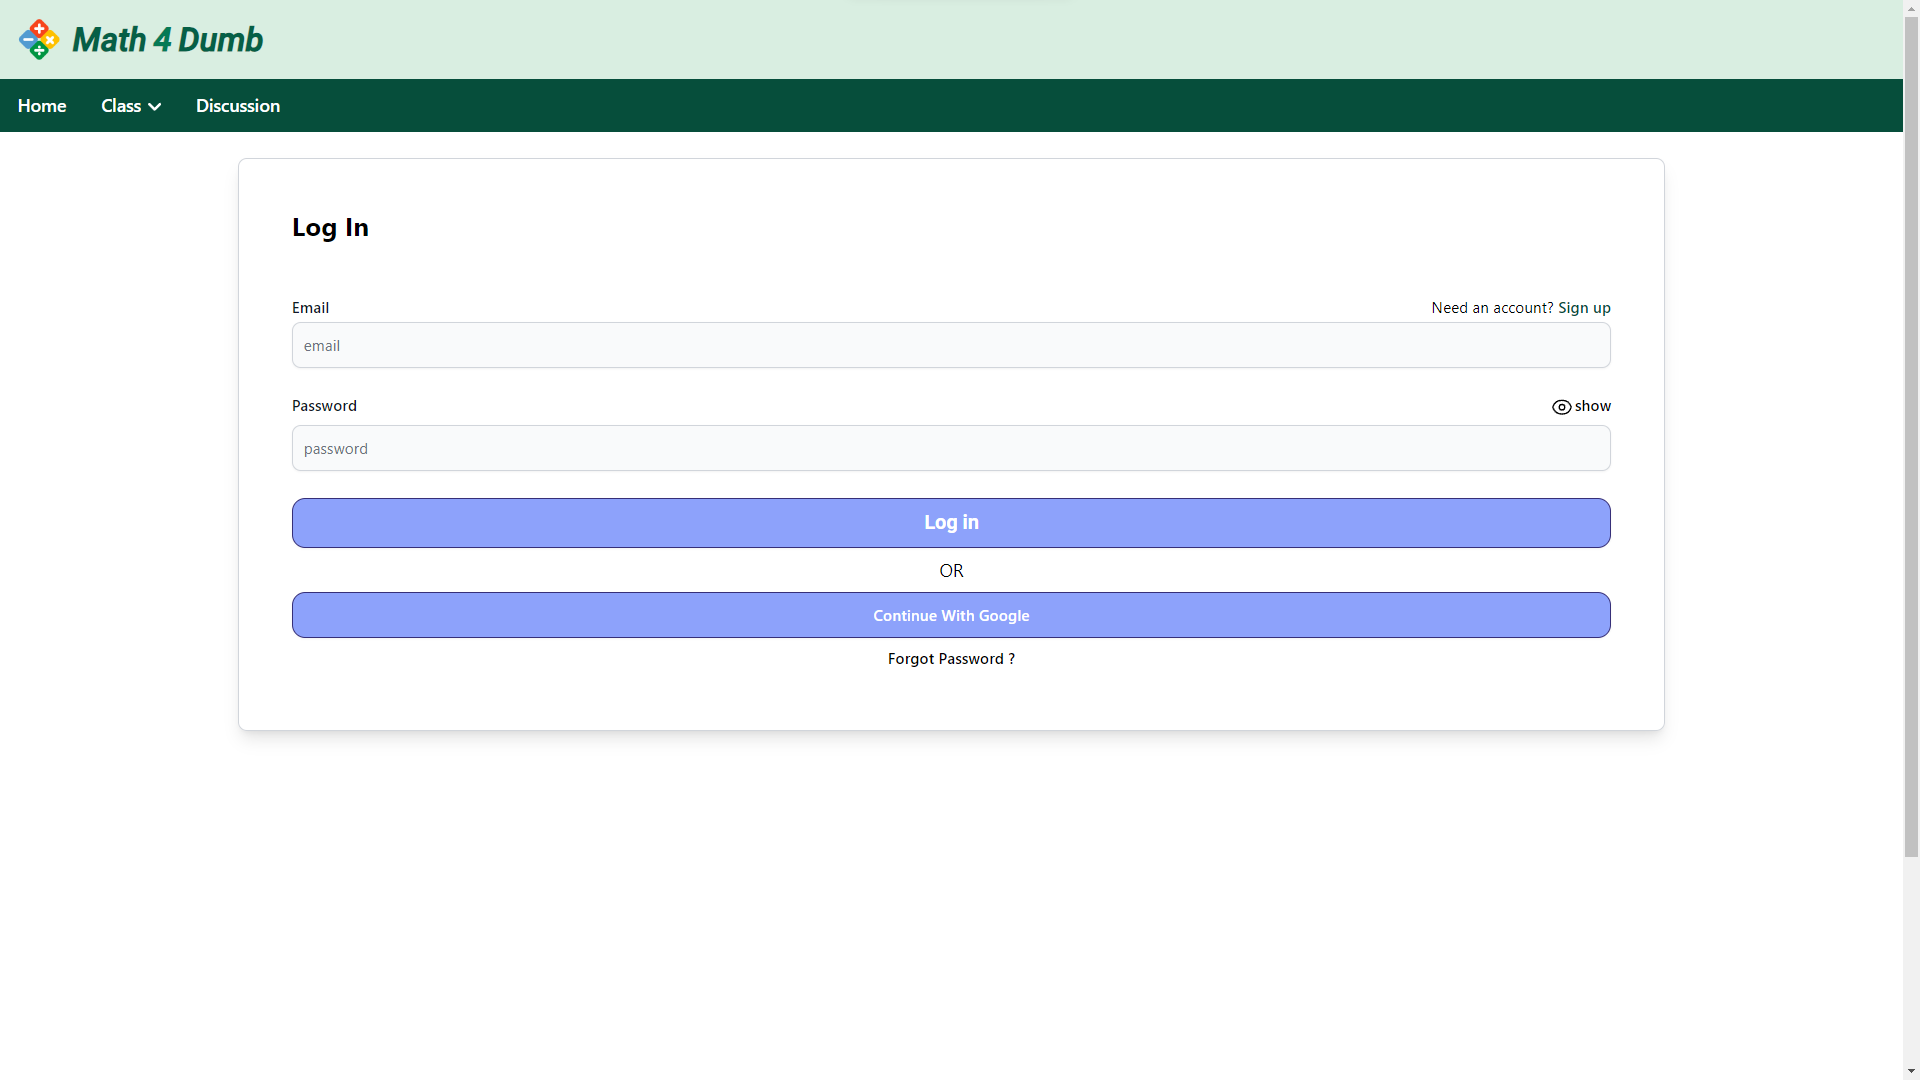 Math 4 Dumb
Home Class Discussion
Log In
Email Need an account? Sign up
email
Password show
password
Log in
OR
Continue With Google
Forgot Password ?